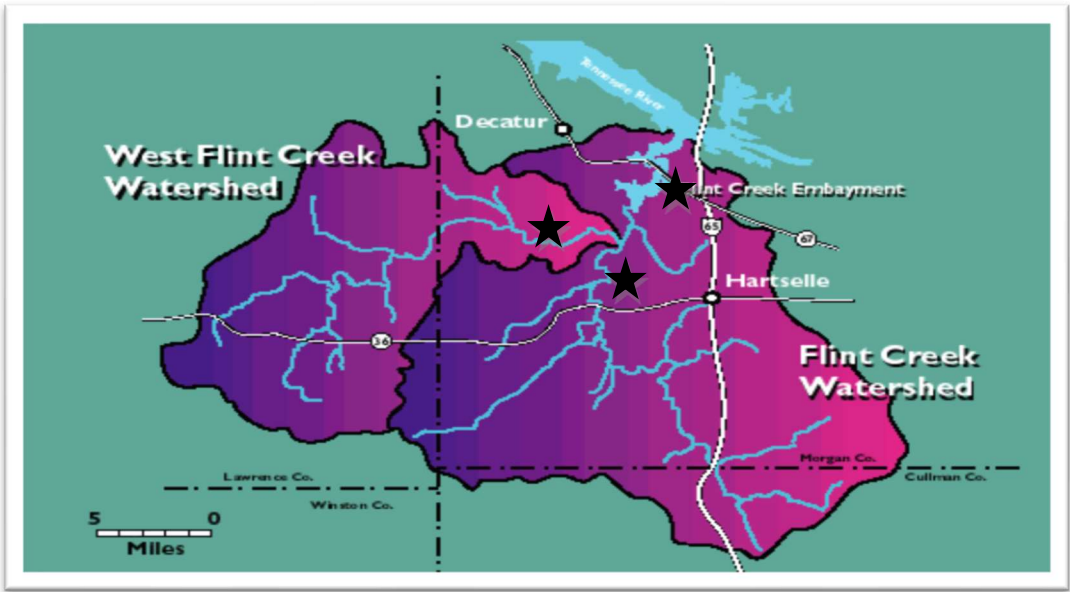 Tennessee River
Decatur
West Flint Creek
Watershed
lint Creek Embayment
65
67
Hartselle
36
Flint Creek
Watershed
Morgan Co.
Lawrence Co.
Cullman Co.
Winston Co.
5 0
Miles